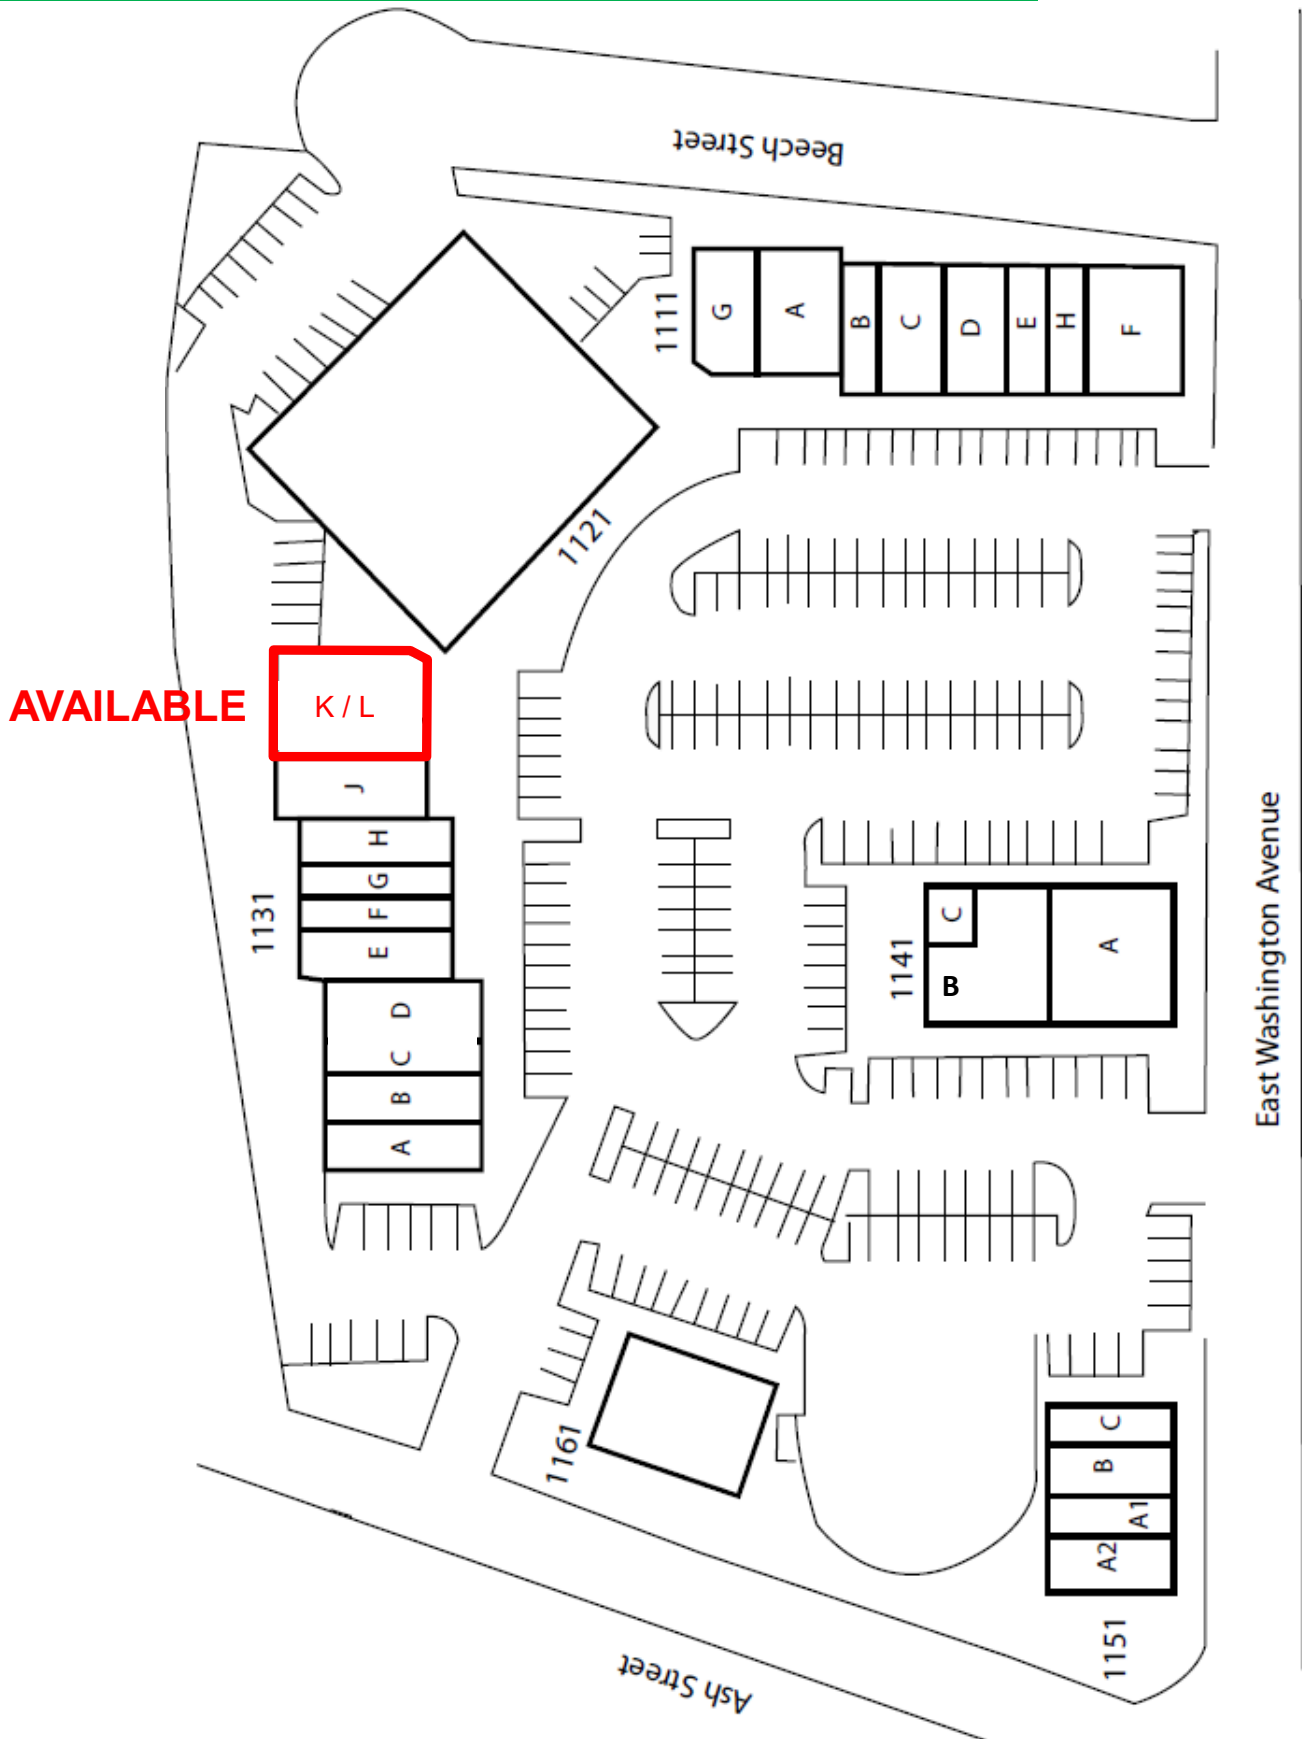 Beech Street
1111
G
A
B
C
D
E
H
F
1121
AVAILABLE
K / L
J
H
G
F
E
D
C
B
A
1131
1141
C
B
A
East Washington Avenue
1161
C
B
A1
A2
1151
Ash Street